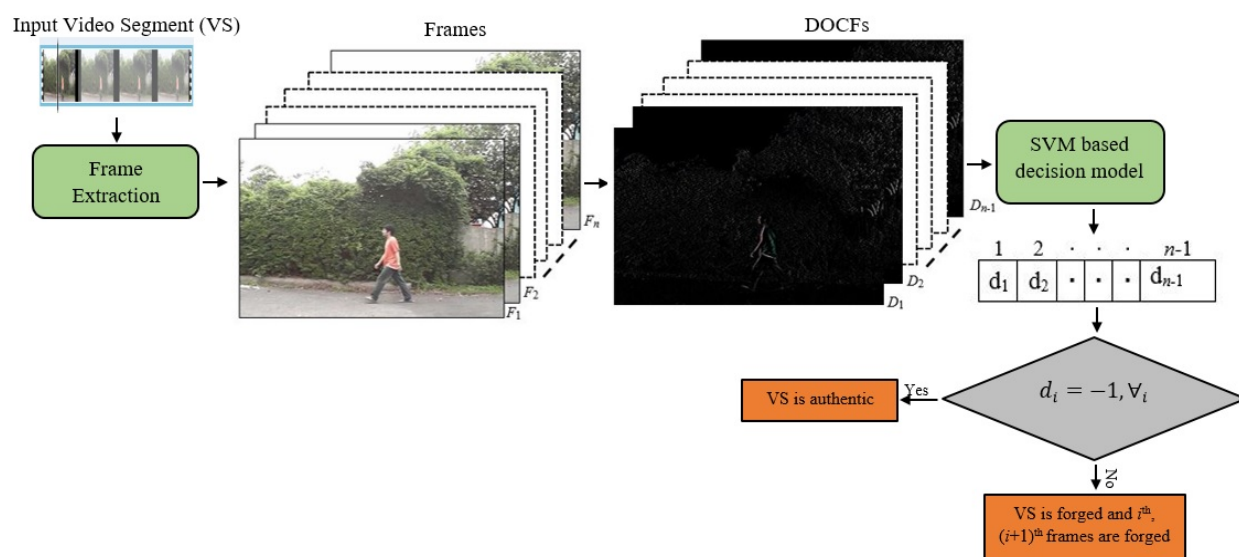 Input Video Segment (VS)
Frames
DOCFs
Frame
Extraction
F1
F2
Fn
D1
D2
Dn-1
SVM based
decision model
1 2 · · · n-1
d1 d2 · · · dn-1
di = −1, ∀i
Yes
VS is authentic
No
VS is forged and ith,
(i+1)th frames are forged